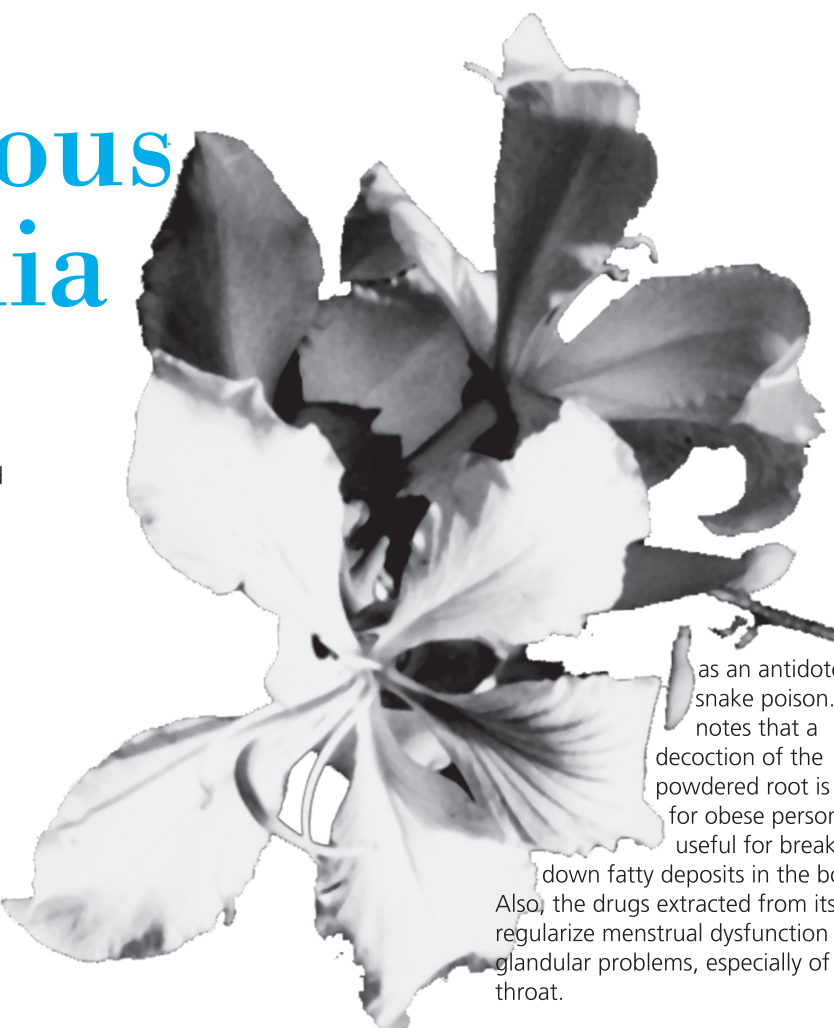 ous
ia
as an antidote
snake poison.
notes that a
decoction of the
powdered root is
for obese person
useful for break
down fatty deposits in the bo
Also, the drugs extracted from its
regularize menstrual dysfunction
glandular problems, especially of
throat.